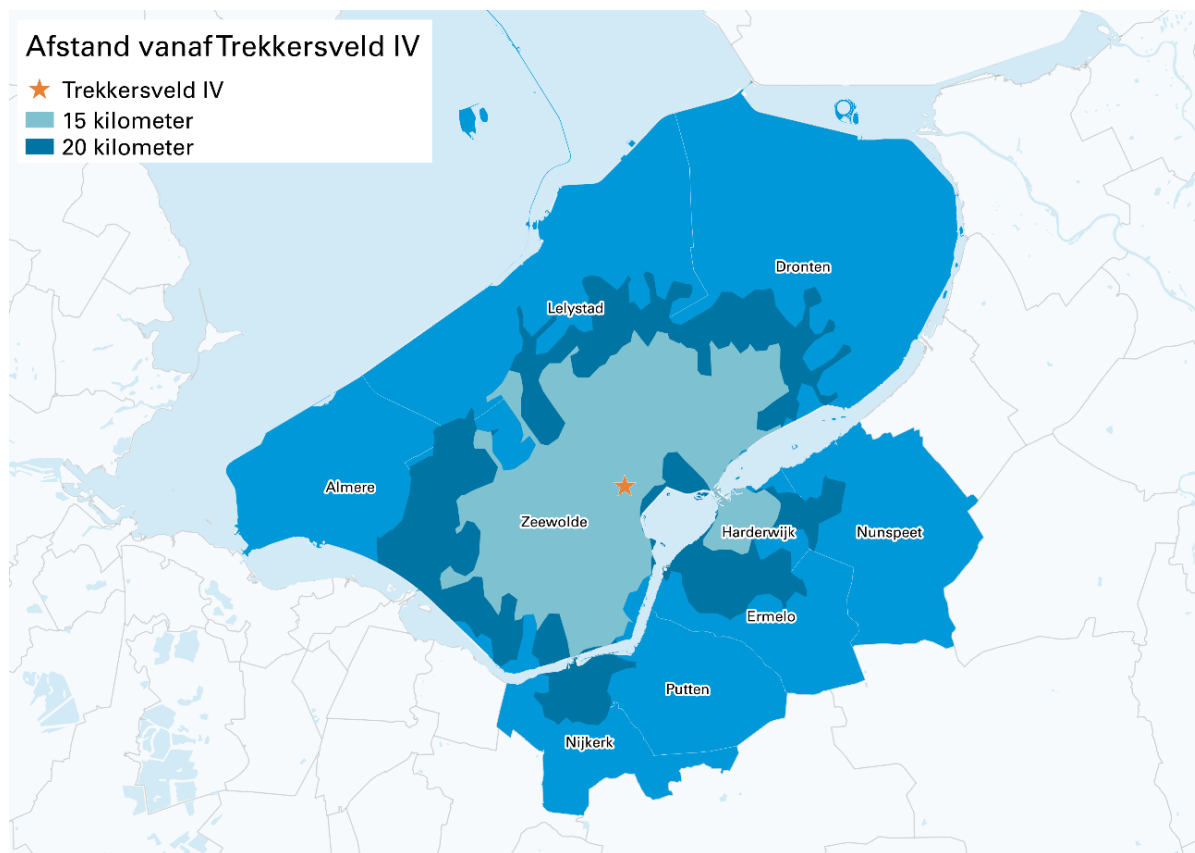 Afstand vanaf Trekkersveld IV
Trekkersveld IV
15 kilometer
20 kilometer
Dronten
Lelystad
Almere
Zeewolde
Harderwijk
Nunspeet
Ermelo
Putten
Nijkerk